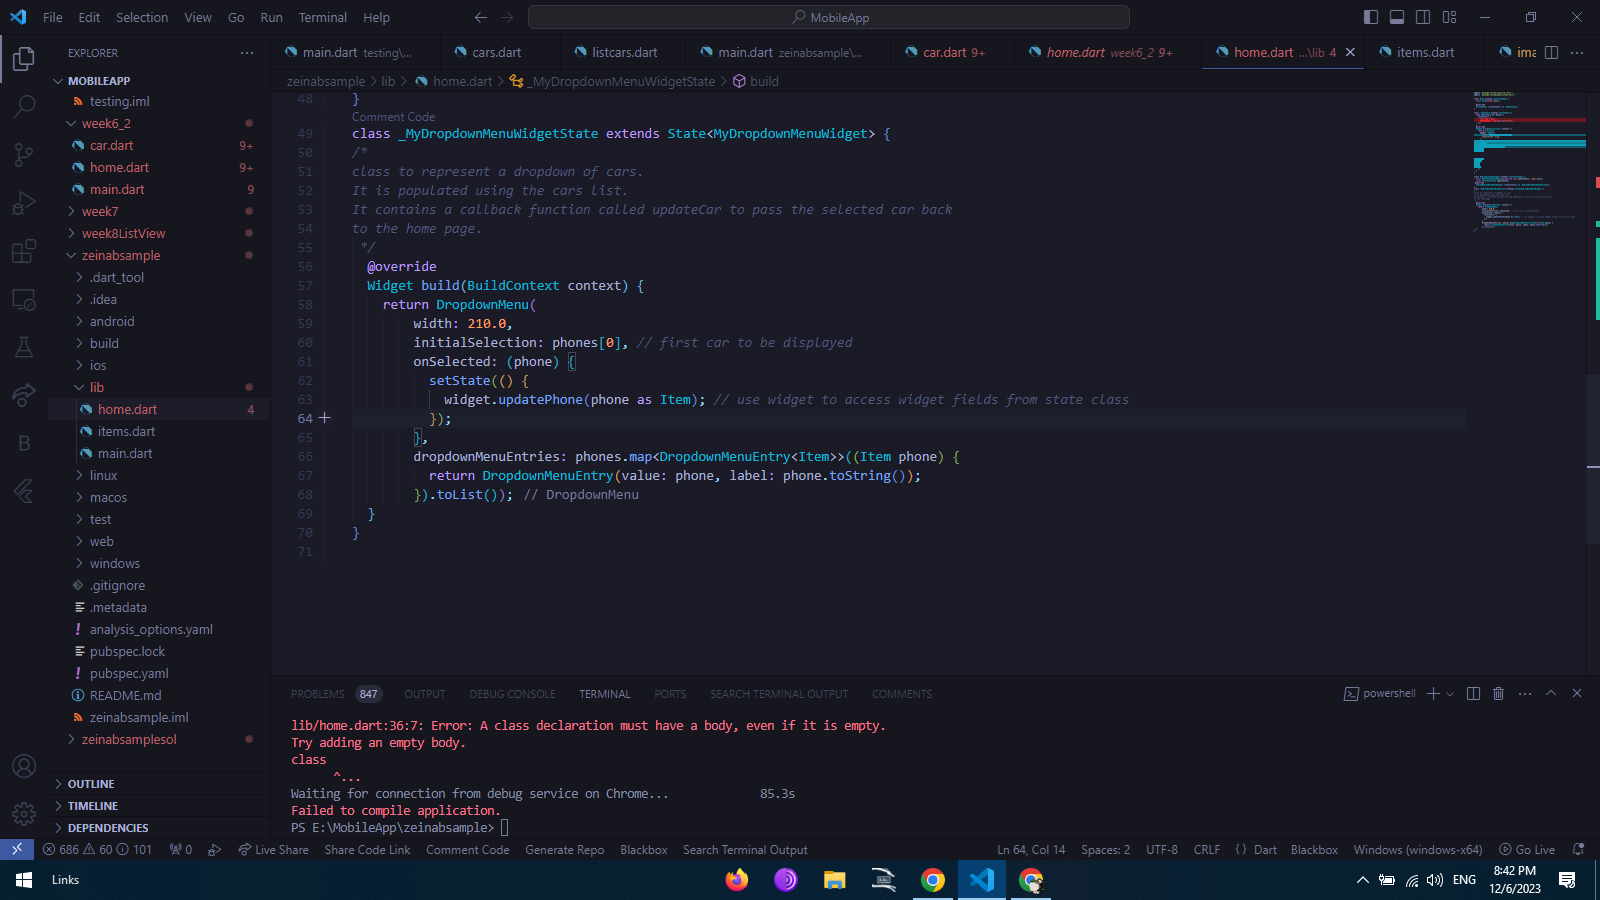 File Edit Selection View Go Run Terminal Help
MobileApp
EXPLORER
main.dart testing\...
cars.dart
listcars.dart
main.dart zeinabsample\...
car.dart 9+
home.dart week6_2 9+
home.dart ...\lib 4
items.dart
ima
zeinabsample > lib > home.dart > _MyDropdownMenuWidgetState > build
MOBILEAPP
testing.iml
week6_2
car.dart 9+
home.dart 9+
main.dart 9
week7
week8ListView
zeinabsample
.dart_tool
.idea
android
build
ios
lib
home.dart 4
items.dart
main.dart
linux
macos
test
web
windows
.gitignore
.metadata
analysis_options.yaml
pubspec.lock
pubspec.yaml
README.md
zeinabsample.iml
zeinabsamplesol
OUTLINE
TIMELINE
DEPENDENCIES
48 }
Comment Code
49 class _MyDropdownMenuWidgetState extends State<MyDropdownMenuWidget> {
50 /*
51 class to represent a dropdown of cars.
52 It is populated using the cars list.
53 It contains a callback function called updateCar to pass the selected car back
54 to the home page.
55 */
56 @override
57 Widget build(BuildContext context) {
58 return DropdownMenu(
59 width: 210.0,
60 initialSelection: phones[0], // first car to be displayed
61 onSelected: (phone) {
62 setState(() {
63 widget.updatePhone(phone as Item); // use widget to access widget fields from state class
64 });
65 },
66 dropdownMenuEntries: phones.map<DropdownMenuEntry<Item>>((Item phone) {
67 return DropdownMenuEntry(value: phone, label: phone.toString());
68 }).toList()); // DropdownMenu
69 }
70 }
71
PROBLEMS 847 OUTPUT DEBUG CONSOLE TERMINAL PORTS SEARCH TERMINAL OUTPUT COMMENTS
powershell
lib/home.dart:36:7: Error: A class declaration must have a body, even if it is empty.
Try adding an empty body.
class
^...
Waiting for connection from debug service on Chrome... 85.3s
Failed to compile application.
PS E:\MobileApp\zeinabsample>
686 60 101 0 Live Share Share Code Link Comment Code Generate Repo Blackbox Search Terminal Output
Ln 64, Col 14 Spaces: 2 UTF-8 CRLF {} Dart Blackbox Windows (windows-x64) Go Live
Links
ENG
8:42 PM
12/6/2023